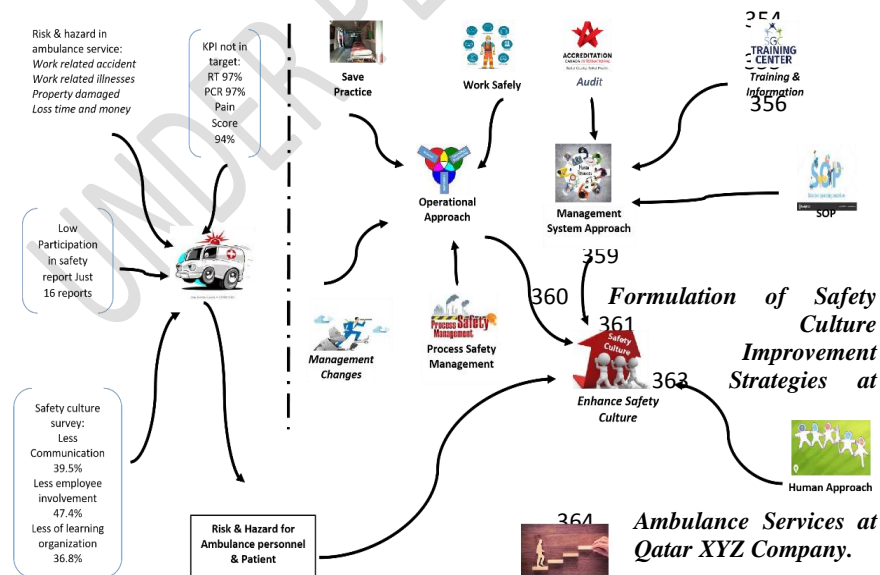 UNDER PE
Risk & hazard in
ambulance service:
Work related accident
Work related illnesses
Property damaged
Loss time and money
KPI not in
target:
RT 97%
PCR 97%
Pain
Score
94%
Low
Participation
in safety
report Just
16 reports
Safety culture
survey:
Less
Communication
39.5%
Less employee
involvement
47.4%
Less of learning
organization
36.8%
Risk & Hazard for
Ambulance personnel
& Patient
Save
Practice
Work Safely
ACCREDITATION
CANADA INTERNATIONAL
Audit
354
TRAINING
CENTER
Training &
Information
356
Operational
Approach
Management
System Approach
SOP
SOP
359
Management
Changes
Process Safety
Management.
Process Safety
Management
360
Formulation of Safety
361
Culture
Improvement
363
Strategies at
Safety
Culture
Enhance Safety
Culture
Human Approach
364
Ambulance Services at
Qatar XYZ Company.